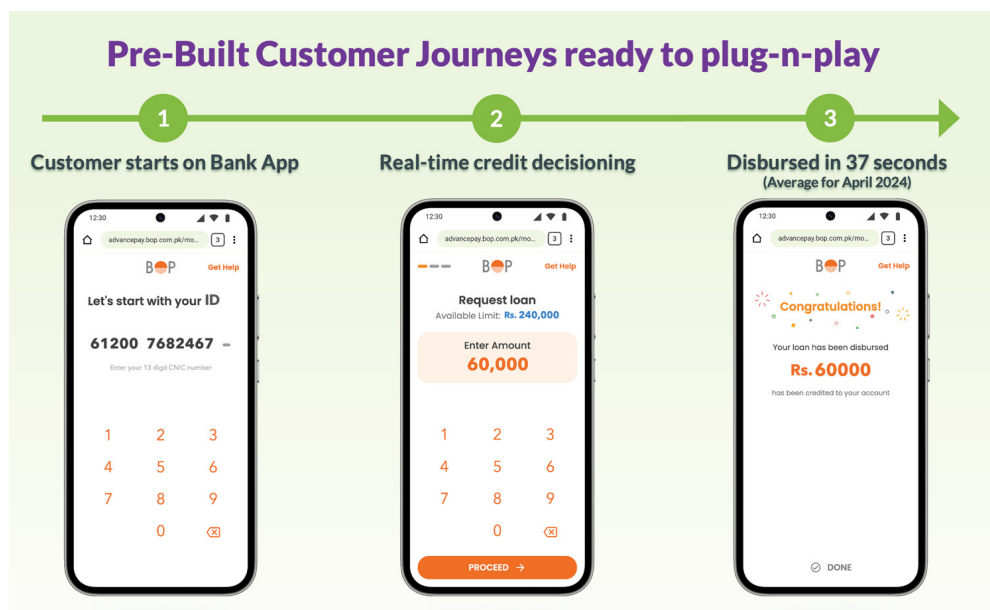 Pre-Built Customer Journeys ready to plug-n-play
1
2
3
Customer starts on Bank App
Real-time credit decisioning
Disbursed in 37 seconds
(Average for April 2024)
12:30
advancepay.bop.com.pk/mo...
3
BOP
Get Help
Let's start with your ID
61200 7682467 –
Enter your 13 digit CNIC number
1 2 3
4 5 6
7 8 9
0
12:30
advancepay.bop.com.pk/mo...
3
BOP
Get Help
Request loan
Available Limit: Rs. 240,000
Enter Amount
60,000
1 2 3
4 5 6
7 8 9
0
PROCEED →
12:30
advancepay.bop.com.pk/mo...
3
BOP
Get Help
Congratulations!
Your loan has been disbursed
Rs. 60000
has been credited to your account
DONE